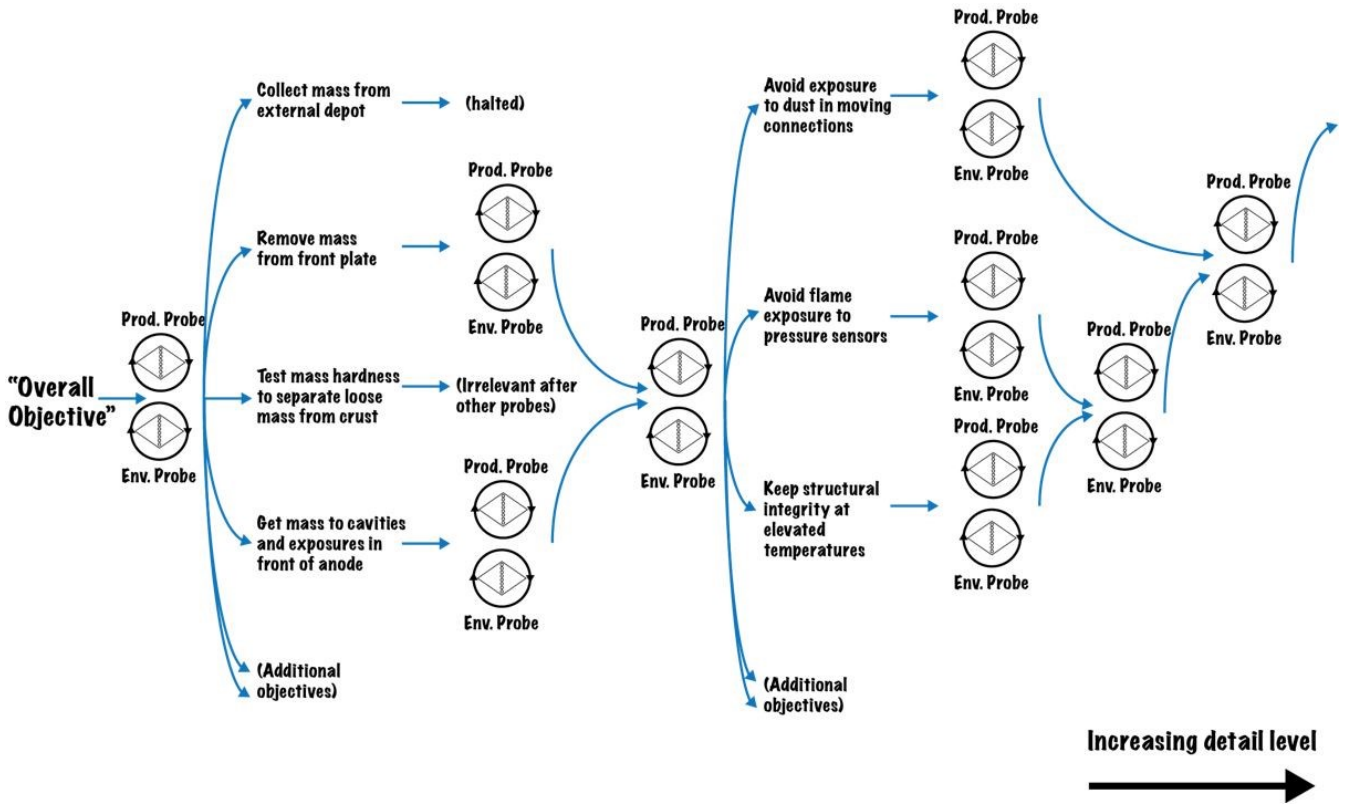 "Overall
Objective"
Prod. Probe
Env. Probe
Collect mass from
external depot
(halted)
Remove mass
from front plate
Prod. Probe
Env. Probe
Test mass hardness
to separate loose
mass from crust
(Irrelevant after
other probes)
Get mass to cavities
and exposures in
front of anode
Prod. Probe
Env. Probe
(Additional
objectives)
Prod. Probe
Env. Probe
Avoid exposure
to dust in moving
connections
Prod. Probe
Env. Probe
Avoid flame
exposure to
pressure sensors
Prod. Probe
Env. Probe
Keep structural
integrity at
elevated
temperatures
Prod. Probe
Env. Probe
(Additional
objectives)
Prod. Probe
Env. Probe
Prod. Probe
Env. Probe
Increasing detail level